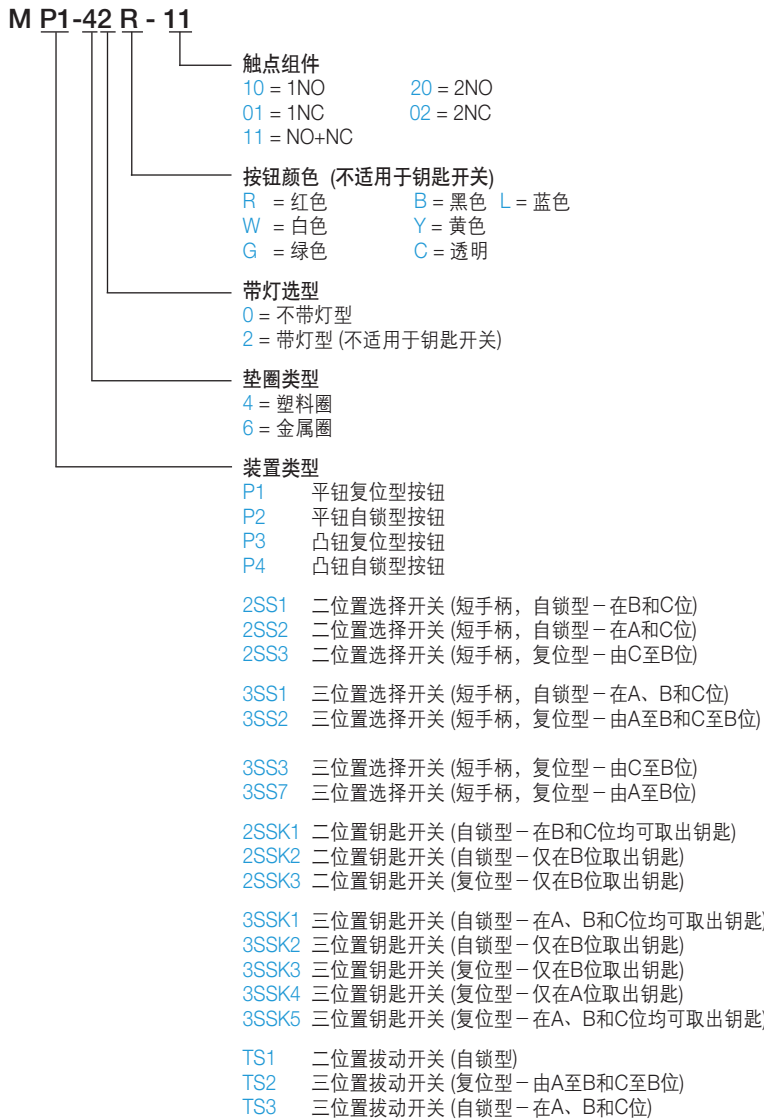 M P1-42 R - 11
触点组件
10 = 1NO 20 = 2NO
01 = 1NC 02 = 2NC
11 = NO+NC
按钮颜色 (不适用于钥匙开关)
R = 红色 B = 黑色 L = 蓝色
W = 白色 Y = 黄色
G = 绿色 C = 透明
带灯选型
0 = 不带灯型
2 = 带灯型 (不适用于钥匙开关)
垫圈类型
4 = 塑料圈
6 = 金属圈
装置类型
P1 平钮复位型按钮
P2 平钮自锁型按钮
P3 凸钮复位型按钮
P4 凸钮自锁型按钮
2SS1 二位置选择开关 (短手柄，自锁型－在B和C位)
2SS2 二位置选择开关 (短手柄，自锁型－在A和C位)
2SS3 二位置选择开关 (短手柄，复位型－由C至B位)
3SS1 三位置选择开关 (短手柄，自锁型－在A、B和C位)
3SS2 三位置选择开关 (短手柄，复位型－由A至B和C至B位)
3SS3 三位置选择开关 (短手柄，复位型－由C至B位)
3SS7 三位置选择开关 (短手柄，复位型－由A至B位)
2SSK1 二位置钥匙开关 (自锁型－在B和C位均可取出钥匙)
2SSK2 二位置钥匙开关 (自锁型－仅在B位取出钥匙)
2SSK3 二位置钥匙开关 (复位型－仅在B位取出钥匙)
3SSK1 三位置钥匙开关 (自锁型－在A、B和C位均可取出钥匙)
3SSK2 三位置钥匙开关 (自锁型－仅在B位取出钥匙)
3SSK3 三位置钥匙开关 (复位型－仅在B位取出钥匙)
3SSK4 三位置钥匙开关 (复位型－仅在A位取出钥匙)
3SSK5 三位置钥匙开关 (复位型－在A、B和C位均可取出钥匙)
TS1 二位置拔动开关 (自锁型)
TS2 三位置拔动开关 (复位型－由A至B和C至B位)
TS3 三位置拔动开关 (自锁型－在A、B和C位)